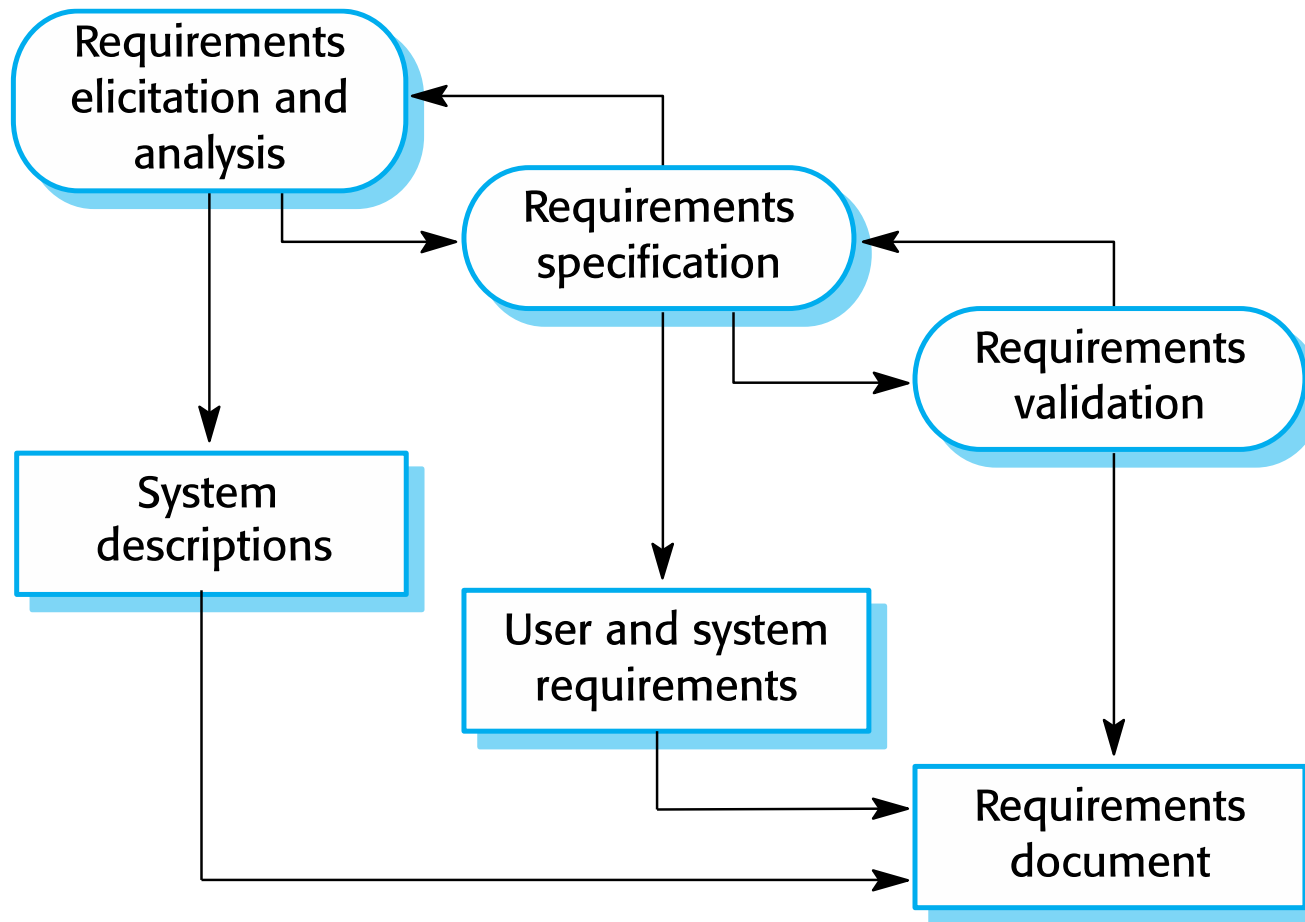 Requirements
elicitation and
analysis
Requirements
specification
Requirements
validation
System
descriptions
User and system
requirements
Requirements
document